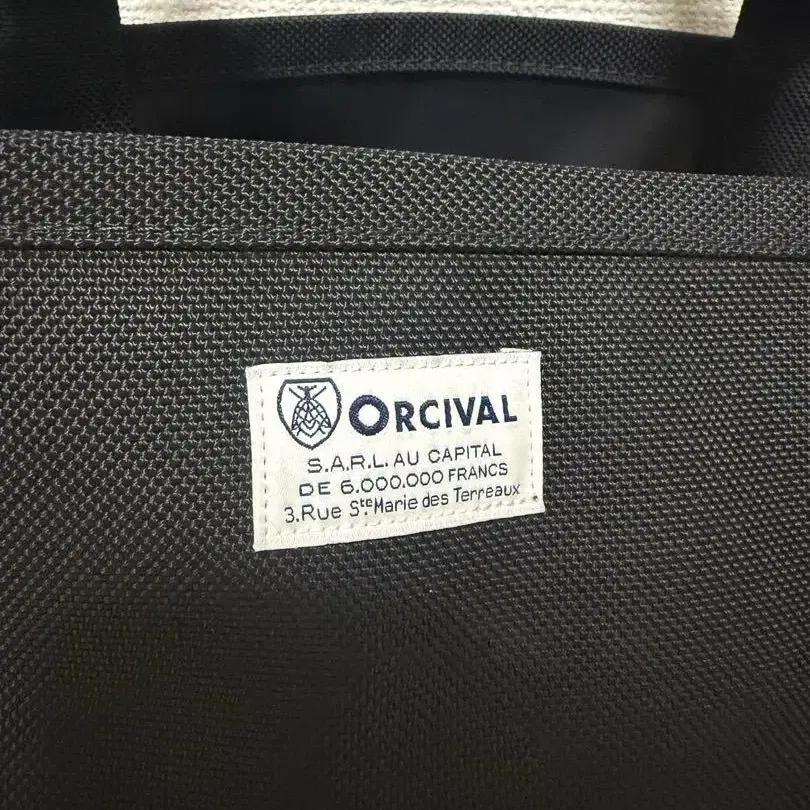 ORCIVAL
S.A.R.L. AU CAPITAL
DE 6.000.000 FRANCS
3.Rue Ste Marie des Terreaux